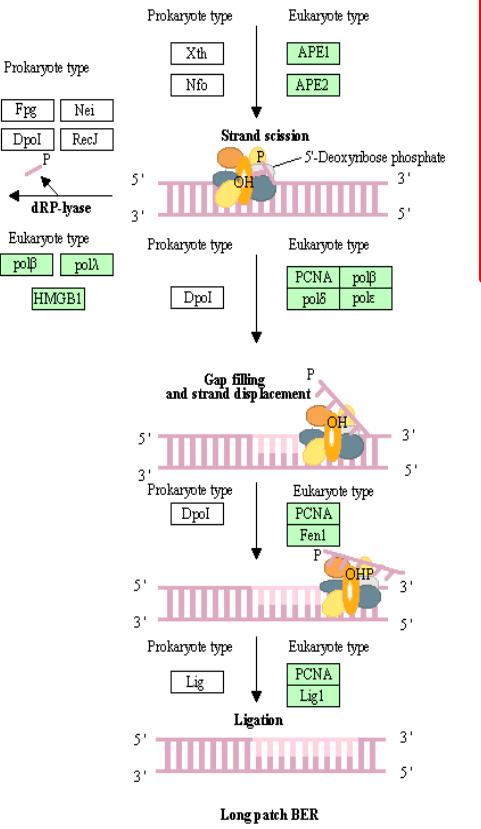 Prokaryote type
Eukaryote type
Xth
APE1
Nfo
APE2
Prokaryote type
Fpg
Nei
DpoI
RecJ
P
dRP-lyase
Eukaryote type
polβ
polλ
HMGB1
Strand scission
P
5'-Deoxyribose phosphate
OH
5'
3'
3'
5'
Prokaryote type
Eukaryote type
DpoI
PCNA
polβ
polδ
polε
Gap filling
and strand displacement
P
OH
5'
3'
3'
5'
Prokaryote type
Eukaryote type
DpoI
PCNA
Fen1
P
OHP
5'
3'
3'
5'
Prokaryote type
Eukaryote type
Lig
PCNA
Lig1
Ligation
5'
3'
3'
5'
Long patch BER